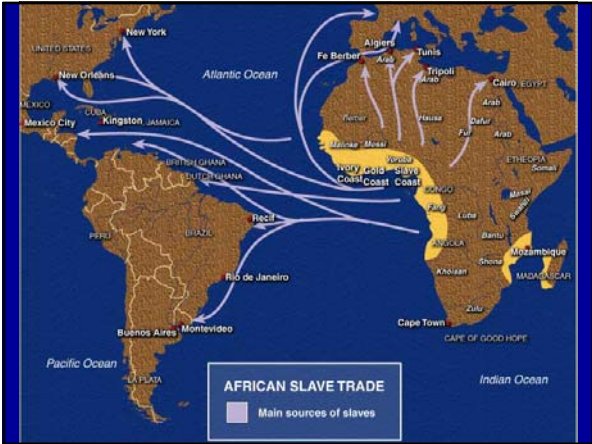 New York
UNITED STATES
New Orleans
Atlantic Ocean
MEXICO
Mexico City
CUBA
Kingston
JAMAICA
BRITISH GHANA
DUTCH GHANA
Recif
PERU
BRAZIL
Rio de Janeiro
Buenos Aires
Montevideo
Pacific Ocean
LA PLATA
Algiers
Fe Berber
Arab
Tunis
Tripoli
Arab
Cairo
EGYPT
Arab
Berber
Hausa
Dafur
Fur
Arab
Malinke
Mossi
Yoruba
ETHEOPIA
Somali
Ivory
Coast
Gold
Coast
Slave
Coast
CONGO
Fang
Luba
Masai
Swahili
Bantu
ANGOLA
Mozambique
Shona
MADAGASCAR
Khoisan
Zulu
Cape Town
CAPE OF GOOD HOPE
Indian Ocean
AFRICAN SLAVE TRADE
Main sources of slaves